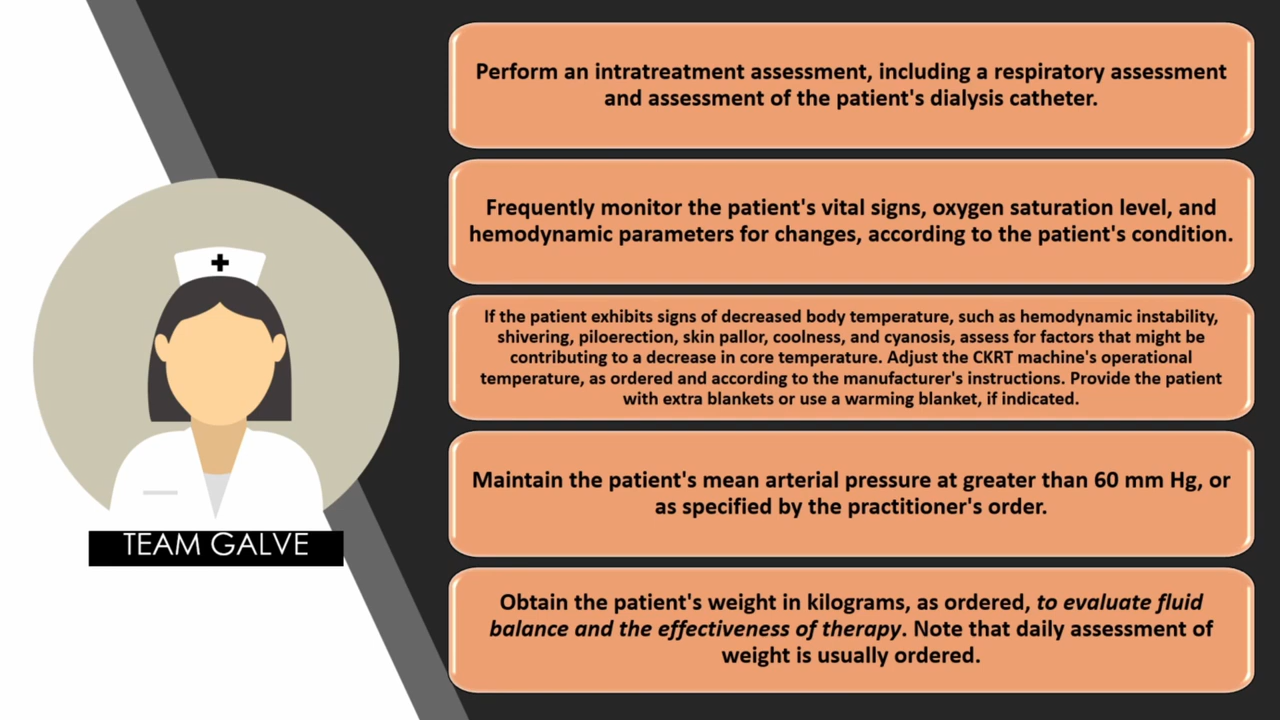 Perform an intratreatment assessment, including a respiratory assessment
and assessment of the patient's dialysis catheter.
Frequently monitor the patient's vital signs, oxygen saturation level, and
hemodynamic parameters for changes, according to the patient's condition.
If the patient exhibits signs of decreased body temperature, such as hemodynamic instability,
shivering, piloerection, skin pallor, coolness, and cyanosis, assess for factors that might be
contributing to a decrease in core temperature. Adjust the CKRT machine's operational
temperature, as ordered and according to the manufacturer's instructions. Provide the patient
with extra blankets or use a warming blanket, if indicated.
Maintain the patient's mean arterial pressure at greater than 60 mm Hg, or
as specified by the practitioner's order.
Obtain the patient's weight in kilograms, as ordered, to evaluate fluid
balance and the effectiveness of therapy. Note that daily assessment of
weight is usually ordered.
TEAM GALVE